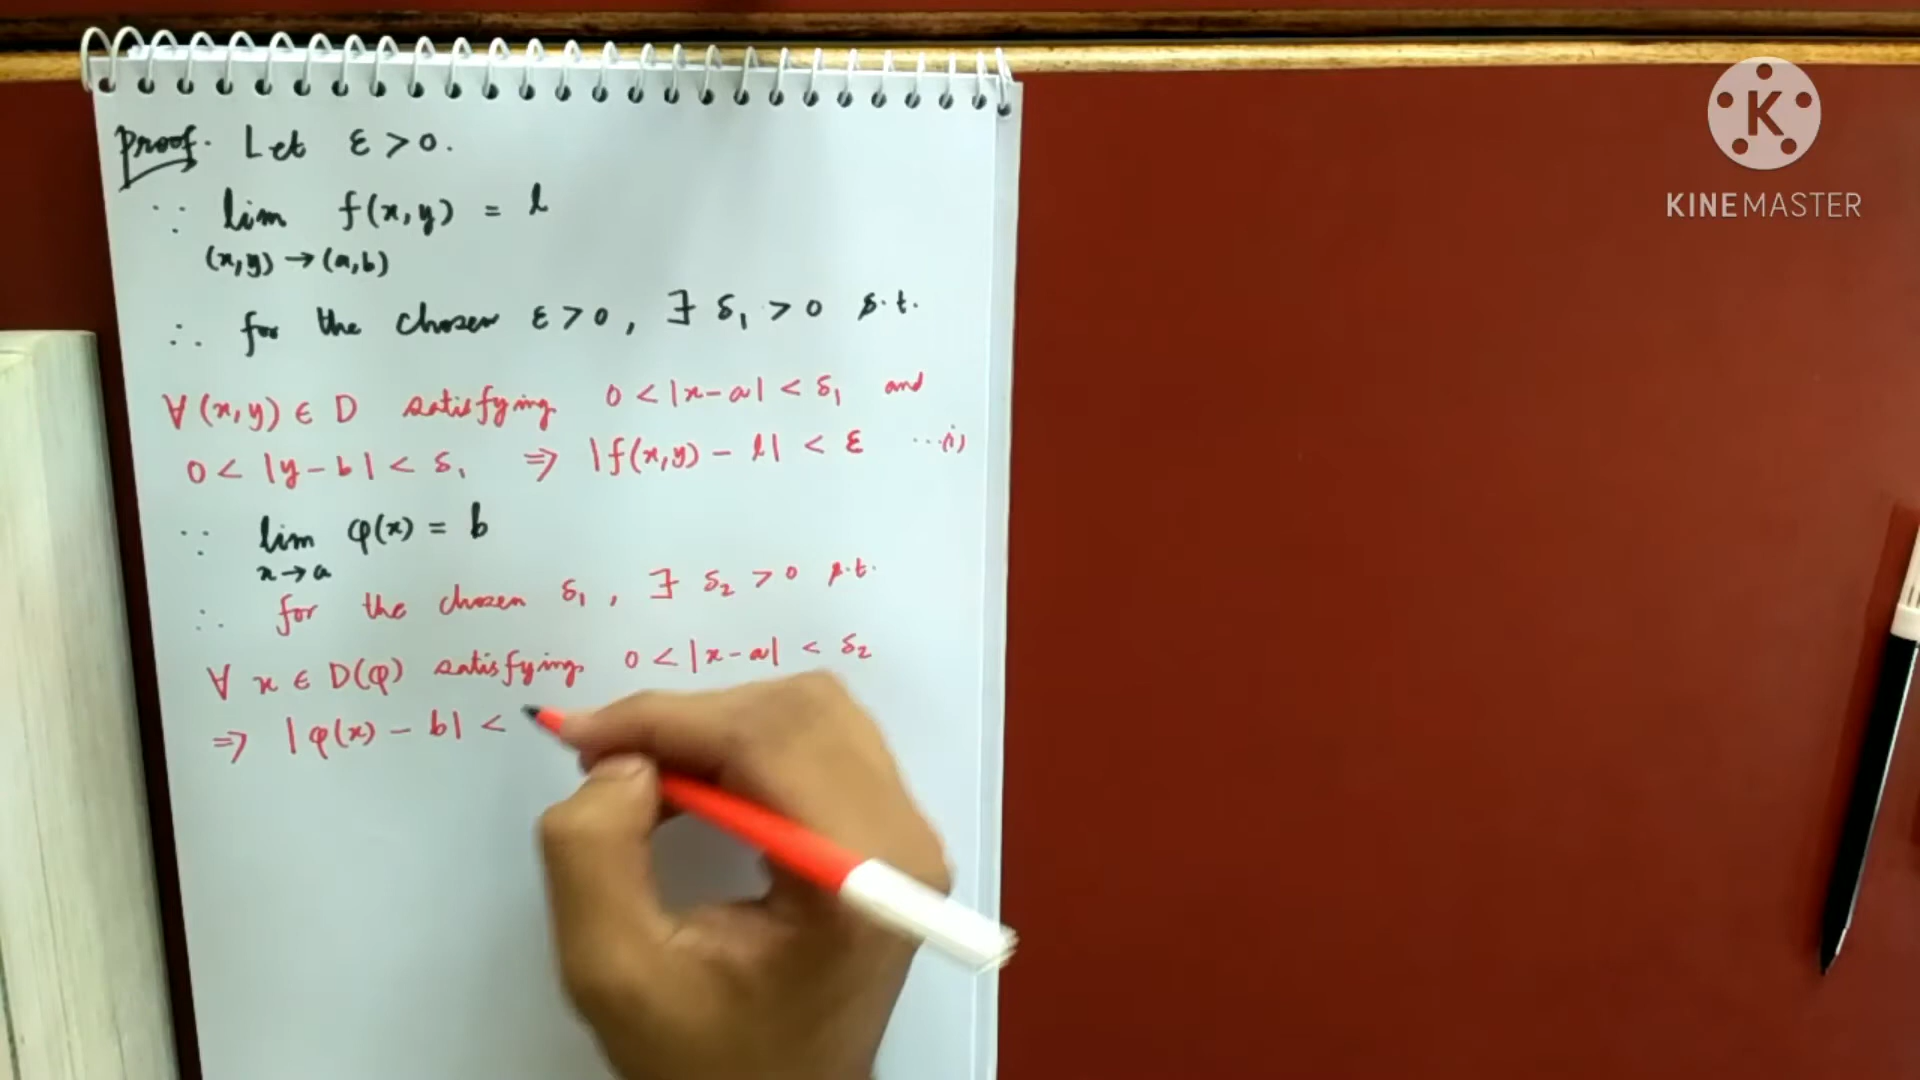 Proof. Let ε > 0.
∵ lim f(x,y) = l
(x,y) → (a,b)
∴ for the chosen ε > 0, ∃ δ₁ > 0 s.t.
∀ (x,y) ∈ D satisfying 0 < |x - a| < δ₁ and
0 < |y - b| < δ₁ ⇒ |f(x,y) - l| < ε ...(i)
∵ lim φ(x) = b
x → a
∴ for the chosen δ₁, ∃ δ₂ > 0 s.t.
∀ x ∈ D(φ) satisfying 0 < |x - a| < δ₂
⇒ |φ(x) - b| <
K
KINEMASTER